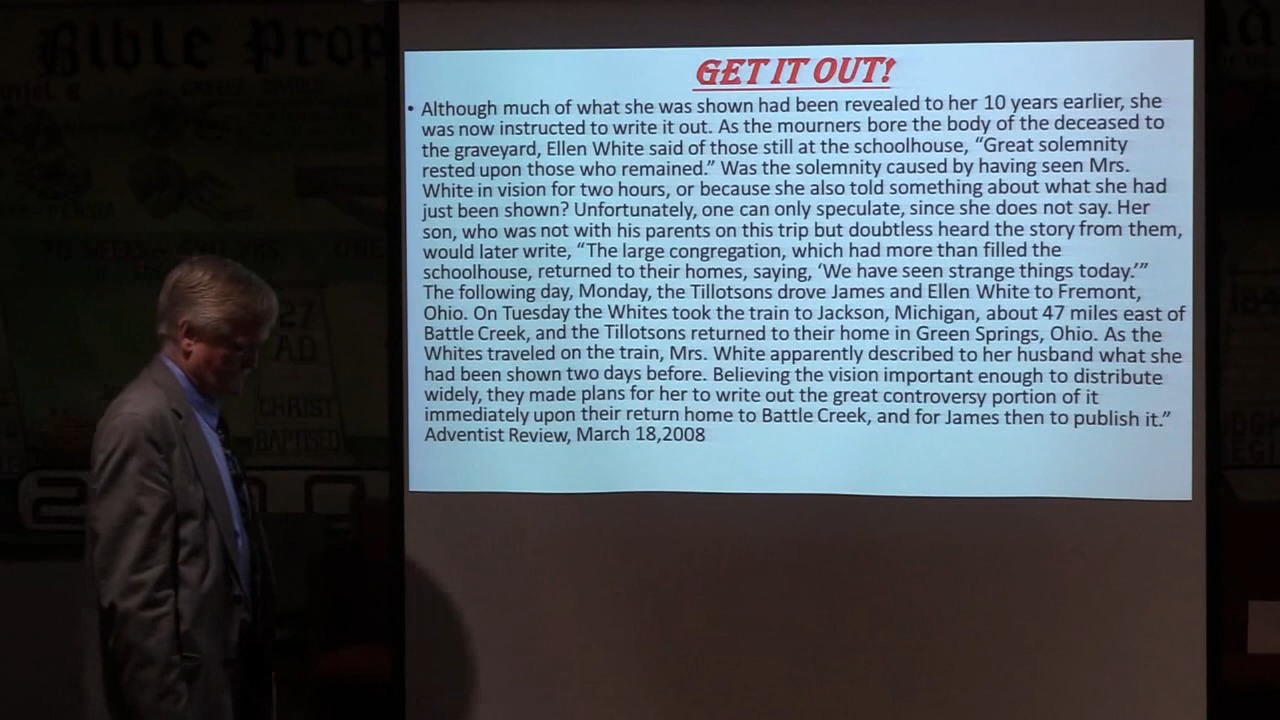 Bible Prop
GET IT OUT!
• Although much of what she was shown had been revealed to her 10 years earlier, she
was now instructed to write it out. As the mourners bore the body of the deceased to
the graveyard, Ellen White said of those still at the schoolhouse, “Great solemnity
rested upon those who remained.” Was the solemnity caused by having seen Mrs.
White in vision for two hours, or because she also told something about what she had
just been shown? Unfortunately, one can only speculate, since she does not say. Her
son, who was not with his parents on this trip but doubtless heard the story from them,
would later write, “The large congregation, which had more than filled the
schoolhouse, returned to their homes, saying, ‘We have seen strange things today.’”
The following day, Monday, the Tillotsons drove James and Ellen White to Fremont,
Ohio. On Tuesday the Whites took the train to Jackson, Michigan, about 47 miles east of
Battle Creek, and the Tillotsons returned to their home in Green Springs, Ohio. As the
Whites traveled on the train, Mrs. White apparently described to her husband what she
had been shown two days before. Believing the vision important enough to distribute
widely, they made plans for her to write out the great controversy portion of it
immediately upon their return home to Battle Creek, and for James then to publish it.”
Adventist Review, March 18,2008
70 WEEKS - 490 YRS
27
AD
CHRIST
BAPTISED